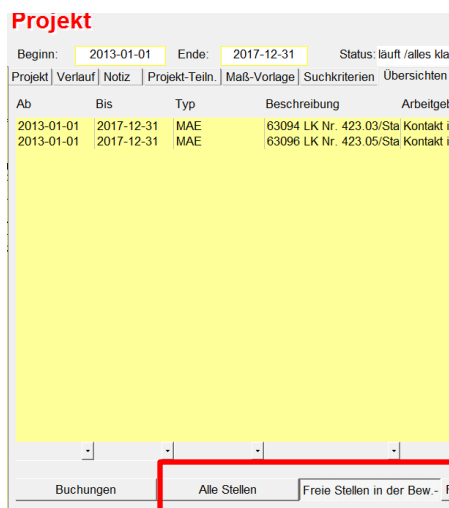 Projekt
Beginn: 2013-01-01 Ende: 2017-12-31 Status: läuft /alles kla
Projekt Verlauf Notiz Projekt-Teiln. Maß-Vorlage Suchkriterien Übersichten
Ab Bis Typ Beschreibung Arbeitgeb
2013-01-01 2017-12-31 MAE 63094 LK Nr. 423.03/Sta Kontakt i
2013-01-01 2017-12-31 MAE 63096 LK Nr. 423.05/Sta Kontakt i
Buchungen Alle Stellen Freie Stellen in der Bew.- F